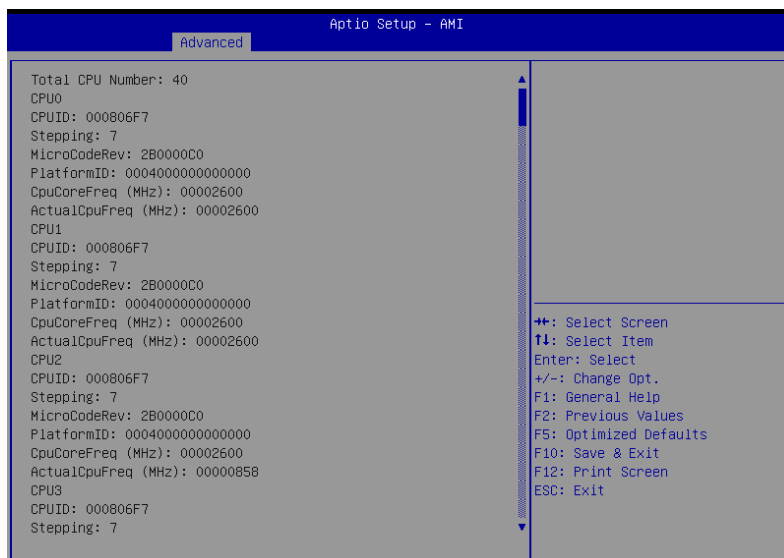 Aptio Setup – AMI
Advanced
Total CPU Number: 40
CPU0
CPUID: 000806F7
Stepping: 7
MicroCodeRev: 2B0000C0
PlatformID: 0004000000000000
CpuCoreFreq (MHz): 00002600
ActualCpuFreq (MHz): 00002600
CPU1
CPUID: 000806F7
Stepping: 7
MicroCodeRev: 2B0000C0
PlatformID: 0004000000000000
CpuCoreFreq (MHz): 00002600
ActualCpuFreq (MHz): 00002600
CPU2
CPUID: 000806F7
Stepping: 7
MicroCodeRev: 2B0000C0
PlatformID: 0004000000000000
CpuCoreFreq (MHz): 00002600
ActualCpuFreq (MHz): 00000858
CPU3
CPUID: 000806F7
Stepping: 7
→←: Select Screen
↑↓: Select Item
Enter: Select
+/-: Change Opt.
F1: General Help
F2: Previous Values
F5: Optimized Defaults
F10: Save & Exit
F12: Print Screen
ESC: Exit